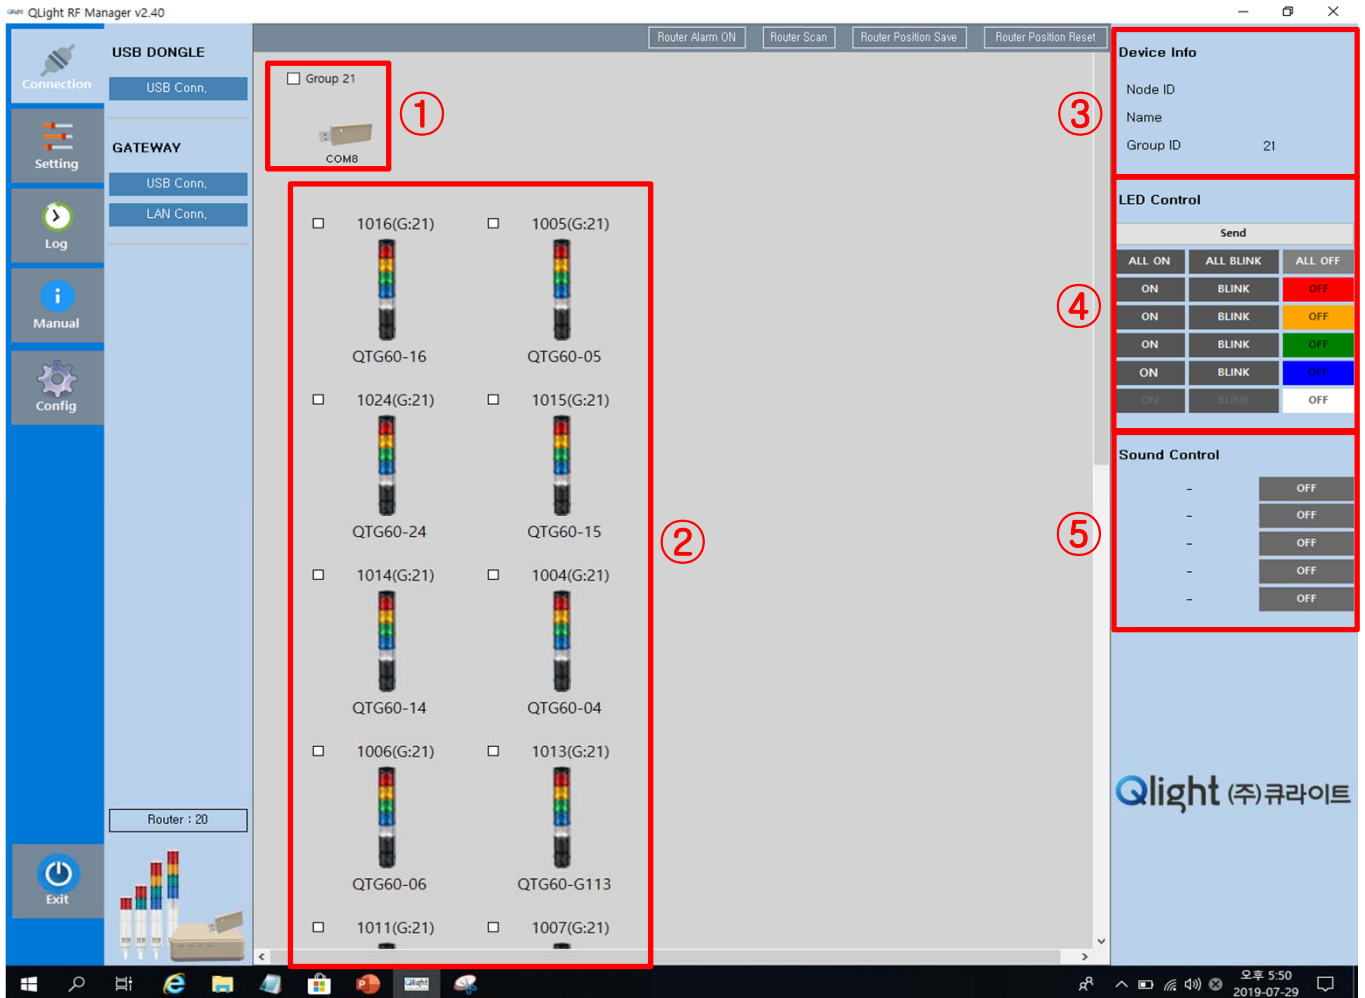 QLight RF Manager v2.40
Connection
Setting
Log
Manual
Config
Exit
USB DONGLE
USB Conn,
GATEWAY
USB Conn,
LAN Conn,
Router : 20
Router Alarm ON
Router Scan
Router Position Save
Router Position Reset
Group 21
COM8
①
1016(G:21)
1005(G:21)
QTG60-16
QTG60-05
1024(G:21)
1015(G:21)
QTG60-24
QTG60-15
②
1014(G:21)
1004(G:21)
QTG60-14
QTG60-04
1006(G:21)
1013(G:21)
QTG60-06
QTG60-G113
1011(G:21)
1007(G:21)
③
Device Info
Node ID
Name
Group ID 21
④
LED Control
Send
ALL ON ALL BLINK ALL OFF
ON BLINK OFF
ON BLINK OFF
ON BLINK OFF
ON BLINK OFF
ON BLINK OFF
⑤
Sound Control
- OFF
- OFF
- OFF
- OFF
- OFF
Qlight (주)큐라이트
Qlight
오후 5:50
2019-07-29